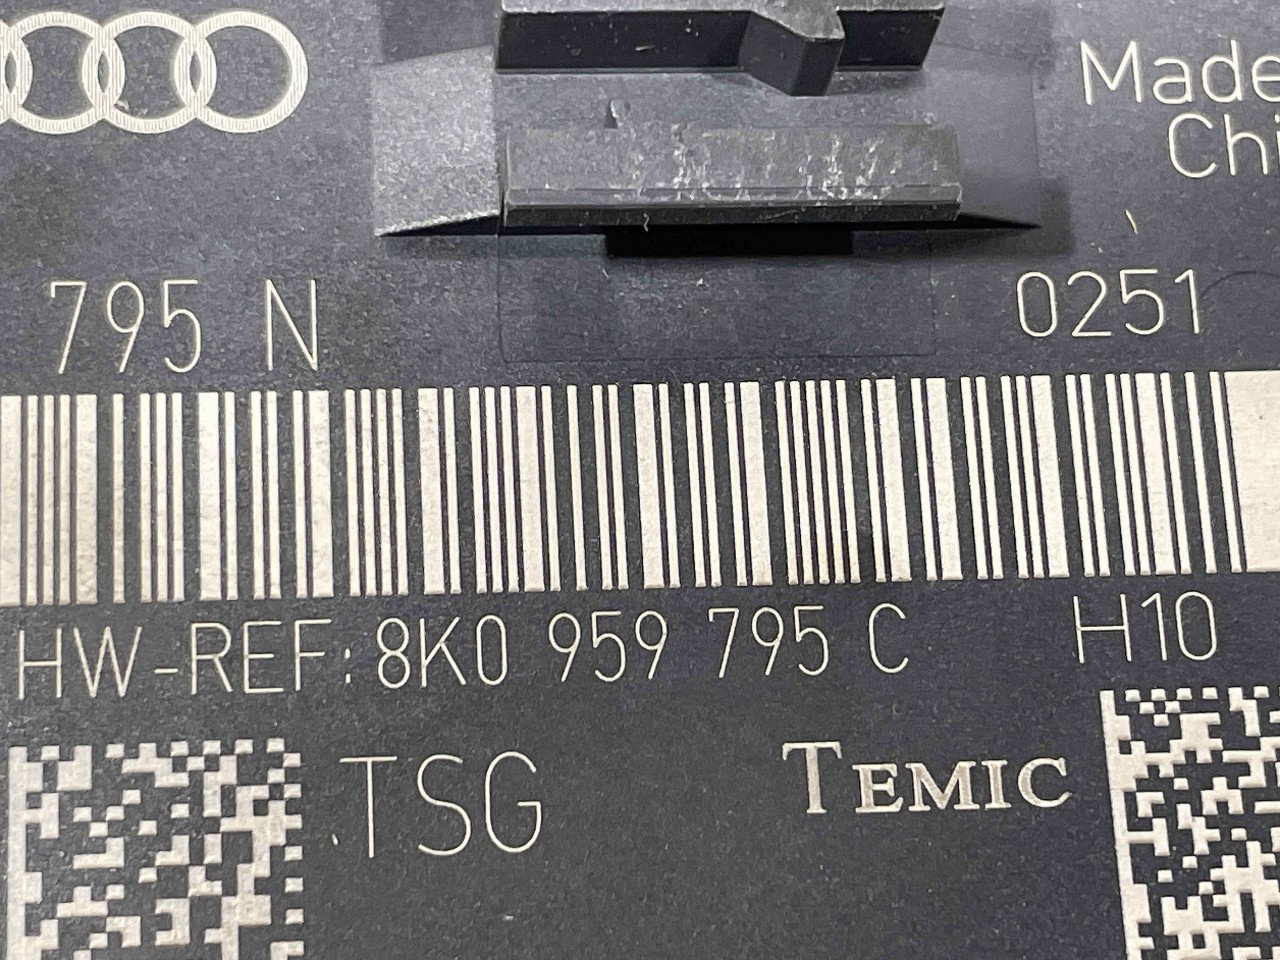 Made
Chi
795 N
0251
HW-REF: 8K0 959 795 C H10
TSG
TEMIC